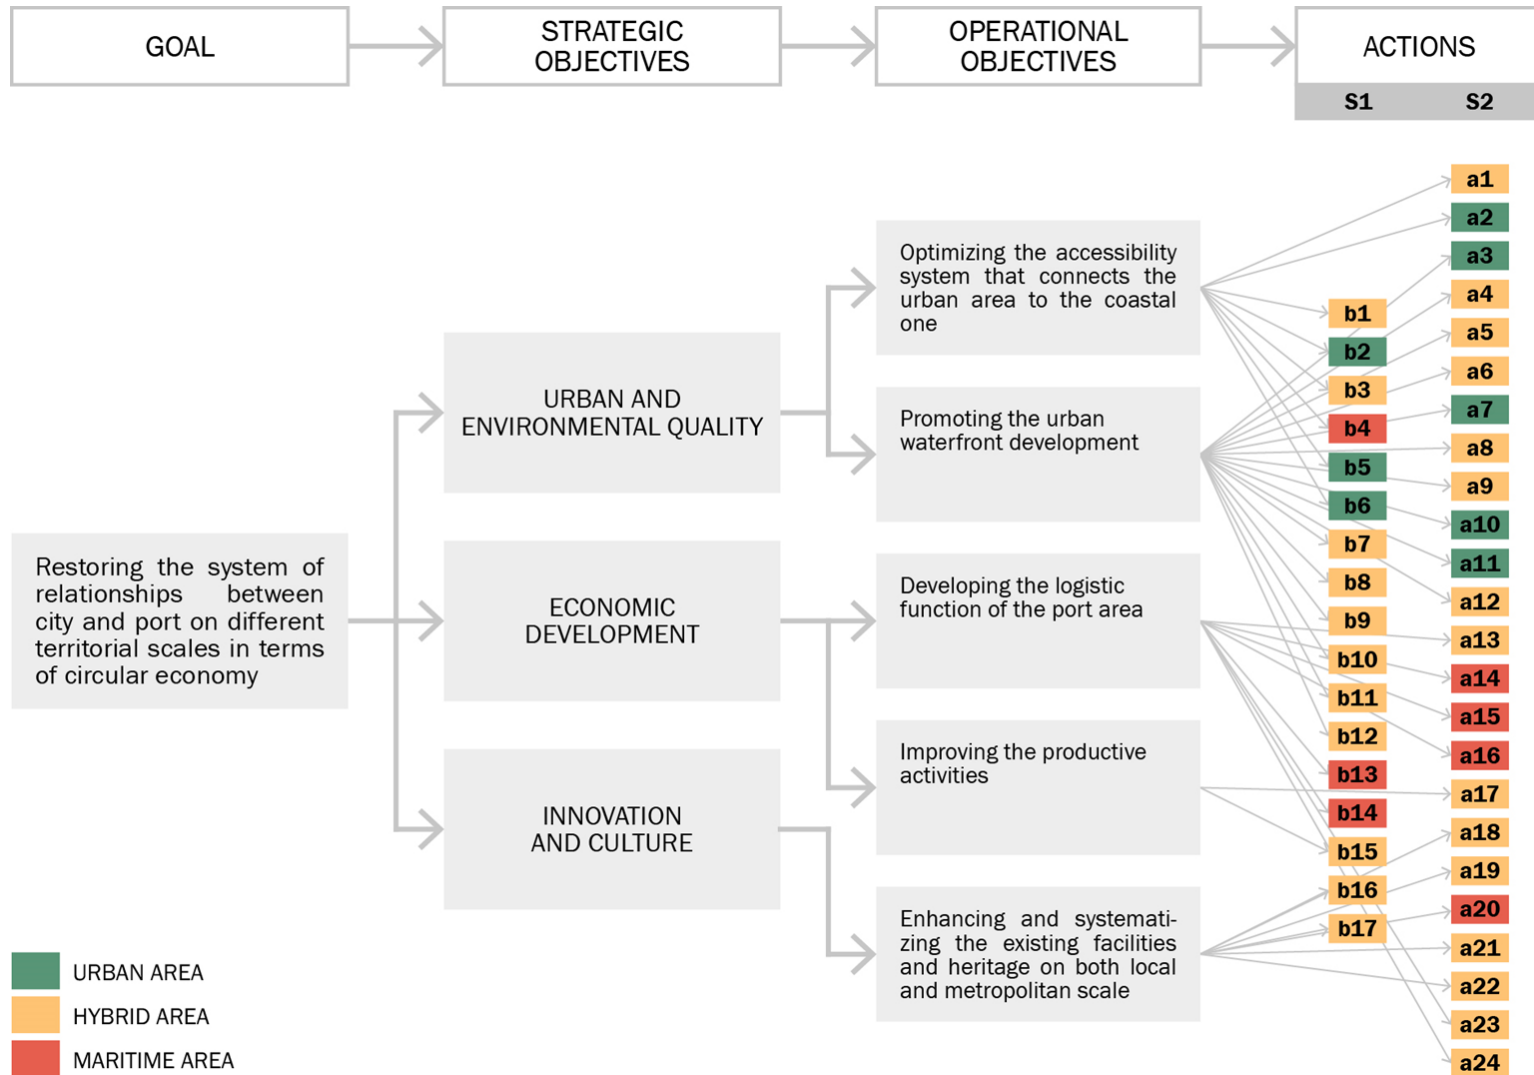 GOAL
STRATEGIC
OBJECTIVES
OPERATIONAL
OBJECTIVES
ACTIONS
S1
S2
Restoring the system of
relationships between
city and port on different
territorial scales in terms
of circular economy
URBAN AND
ENVIRONMENTAL QUALITY
ECONOMIC
DEVELOPMENT
INNOVATION
AND CULTURE
Optimizing the accessibility
system that connects the
urban area to the coastal
one
Promoting the urban
waterfront development
Developing the logistic
function of the port area
Improving the productive
activities
Enhancing and systemati-
zing the existing facilities
and heritage on both local
and metropolitan scale
b1
b2
b3
b4
b5
b6
b7
b8
b9
b10
b11
b12
b13
b14
b15
b16
b17
a1
a2
a3
a4
a5
a6
a7
a8
a9
a10
a11
a12
a13
a14
a15
a16
a17
a18
a19
a20
a21
a22
a23
a24
URBAN AREA
HYBRID AREA
MARITIME AREA